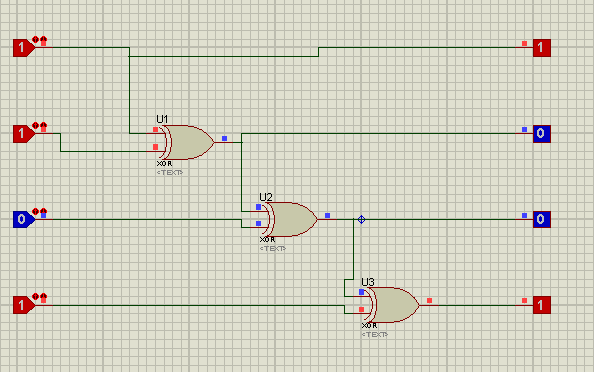 1 1
U1
1 0
XOR
<TEXT>
U2
0 0
XOR
<TEXT>
U3
1 1
XOR
<TEXT>